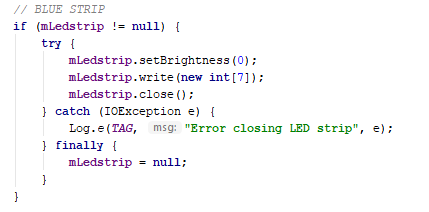 // BLUE STRIP
if (mLedstrip != null) {
    try {
        mLedstrip.setBrightness(0);
        mLedstrip.write(new int[7]);
        mLedstrip.close();
    } catch (IOException e) {
        Log.e(TAG, msg: "Error closing LED strip", e);
    } finally {
        mLedstrip = null;
    }
}